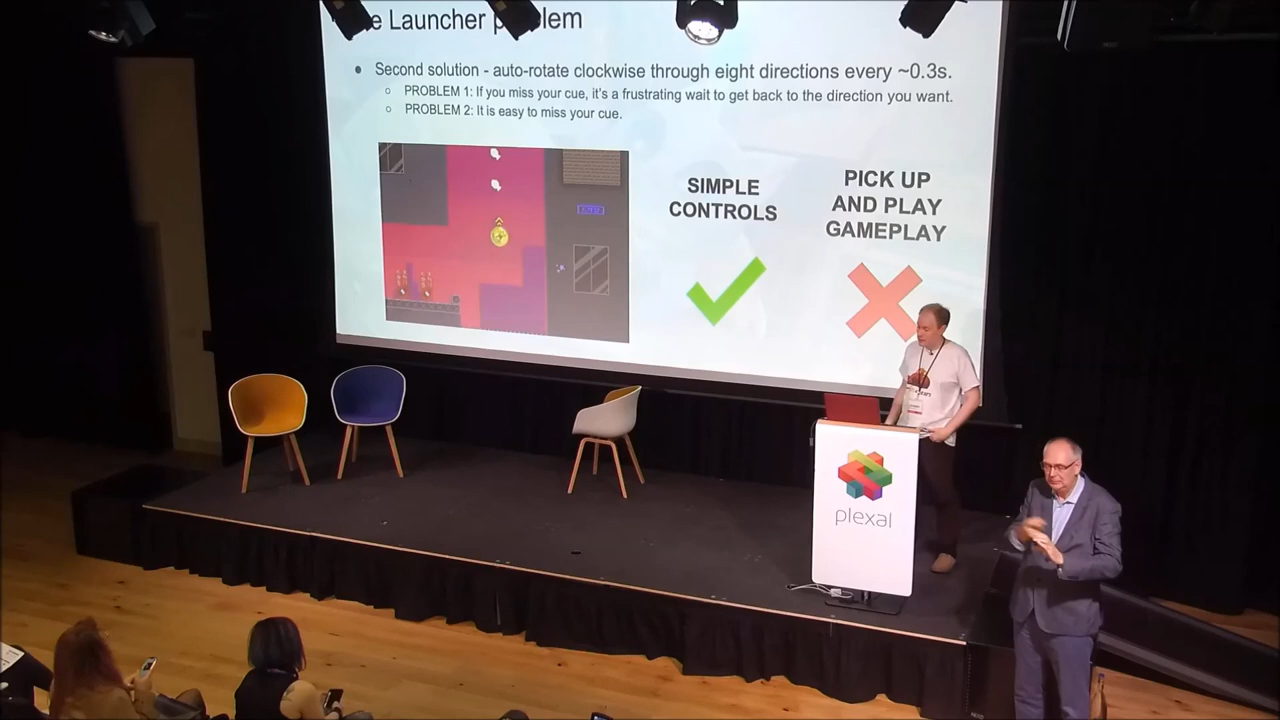 Launcher
● Second solution - auto-rotate clockwise through eight directions every ~0.3s.
○ PROBLEM 1: If you miss your cue, it's a frustrating wait to get back to the direction you want.
○ PROBLEM 2: It is easy to miss your cue.
SIMPLE
CONTROLS
PICK UP
AND PLAY
GAMEPLAY
plexal